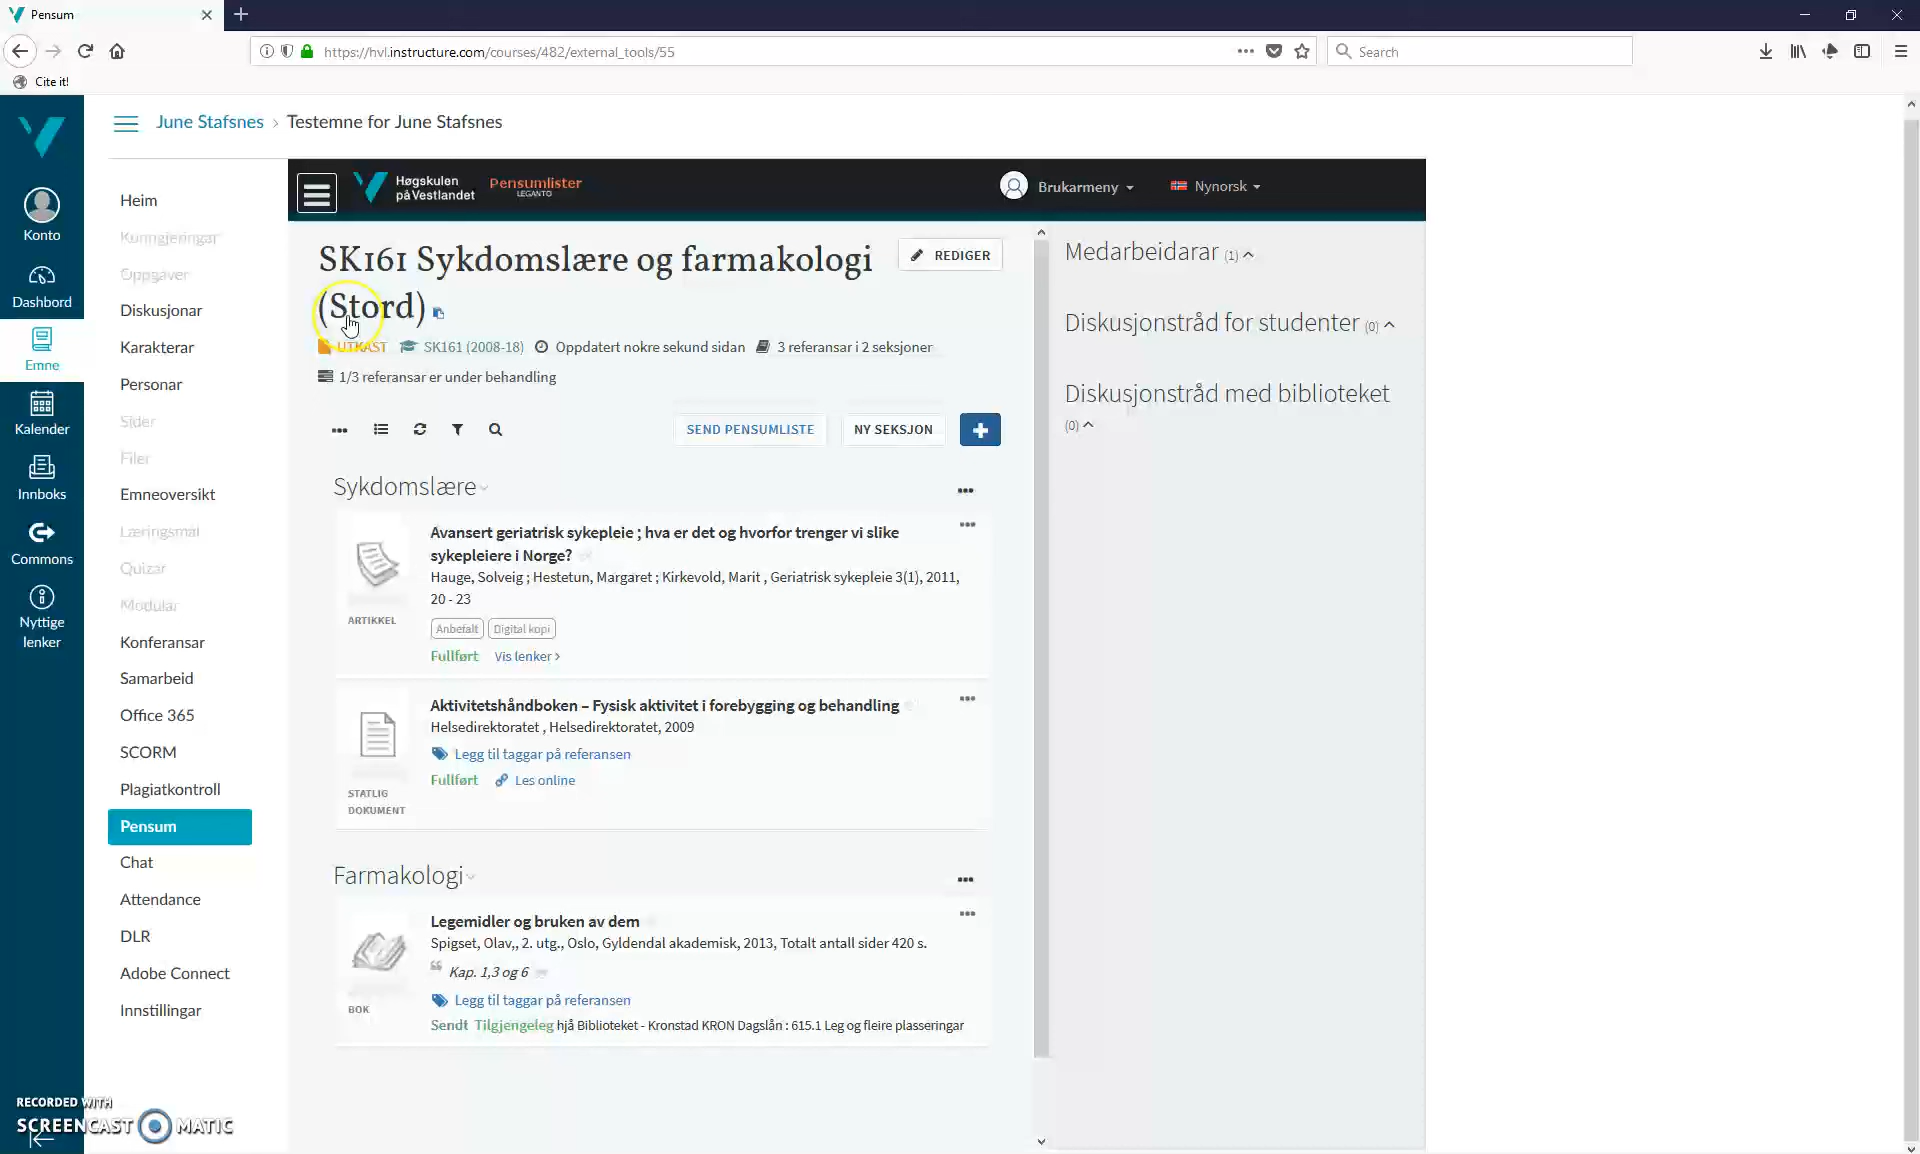 Pensum
https://hvl.instructure.com/courses/482/external_tools/55
Search
Cite it!
June Stafsnes › Testemne for June Stafsnes
Konto
Dashbord
Emne
Kalender
Innboks
Commons
Nyttige
lenker
Heim
Kunngjeringar
Oppgaver
Diskusjonar
Karakterar
Personar
Sider
Filer
Emneoversikt
Læringsmål
Quizar
Modular
Konferansar
Samarbeid
Office 365
SCORM
Plagiatkontroll
Pensum
Chat
Attendance
DLR
Adobe Connect
Innstillingar
Høgskulen
på Vestlandet
Pensumlister
LEGANTO
Brukarmeny
Nynorsk
SK161 Sykdomslære og farmakologi
(Stord)
REDIGER
UTKAST SK161 (2008-18) Oppdatert nokre sekund sidan 3 referansar i 2 seksjoner
1/3 referansar er under behandling
SEND PENSUMLISTE
NY SEKSJON
Sykdomslære
ARTIKKEL
Avansert geriatrisk sykepleie ; hva er det og hvorfor trenger vi slike
sykepleiere i Norge?
Hauge, Solveig ; Hestetun, Margaret ; Kirkevold, Marit , Geriatrisk sykepleie 3(1), 2011,
20 - 23
Anbefalt Digital kopi
Fullført Vis lenker ›
STATLIG
DOKUMENT
Aktivitetshåndboken – Fysisk aktivitet i forebygging og behandling
Helsedirektoratet , Helsedirektoratet, 2009
Legg til taggar på referansen
Fullført Les online
Farmakologi
BOK
Legemidler og bruken av dem
Spigset, Olav,, 2. utg., Oslo, Gyldendal akademisk, 2013, Totalt antall sider 420 s.
Kap. 1,3 og 6
Legg til taggar på referansen
Sendt Tilgjengeleg hjå Biblioteket - Kronstad KRON Dagslån : 615.1 Leg og fleire plasseringar
Medarbeidarar (1)
Diskusjonstråd for studenter (0)
Diskusjonstråd med biblioteket
(0)
RECORDED WITH
SCREENCAST MATIC